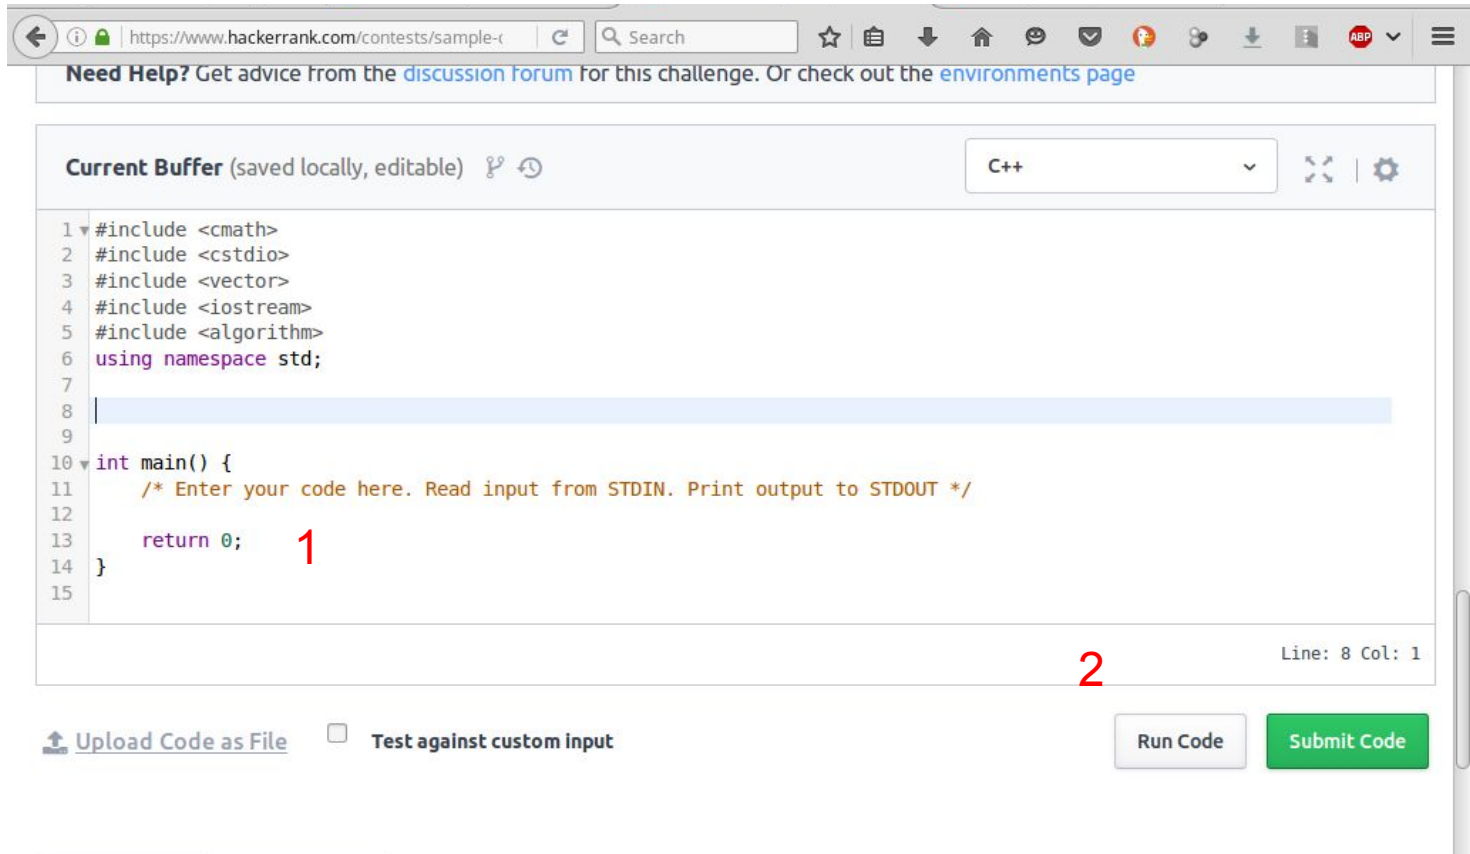 https://www.hackerrank.com/contests/sample-c
Search
ABP
Need Help? Get advice from the discussion forum for this challenge. Or check out the environments page
Current Buffer (saved locally, editable)
C++
1 #include <cmath>
2 #include <cstdio>
3 #include <vector>
4 #include <iostream>
5 #include <algorithm>
6 using namespace std;
7
8
9
10 int main() {
11     /* Enter your code here. Read input from STDIN. Print output to STDOUT */
12
13     return 0;
1
14 }
15
Line: 8 Col: 1
2
Upload Code as File
Test against custom input
Run Code
Submit Code